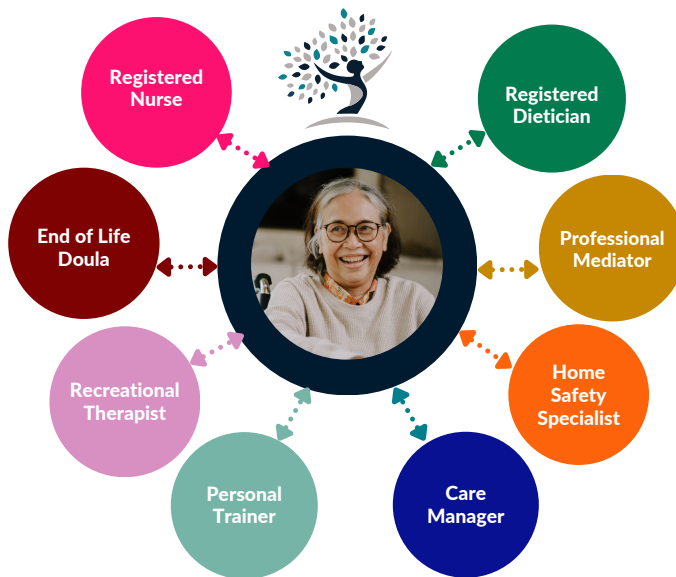 Registered
Nurse
Registered
Dietician
End of Life
Doula
Professional
Mediator
Recreational
Therapist
Home
Safety
Specialist
Personal
Trainer
Care
Manager